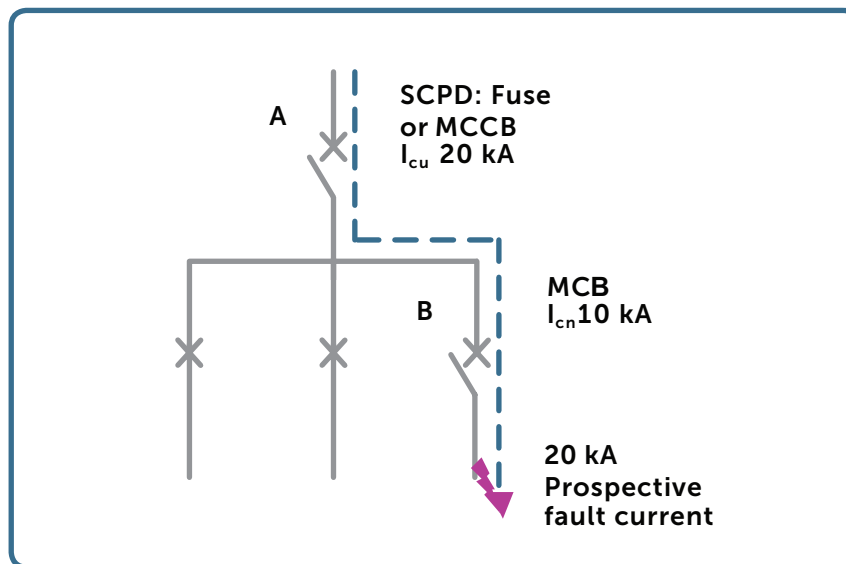 A
SCPD: Fuse
or MCCB
Icu 20 kA
B
MCB
Icn10 kA
20 kA
Prospective
fault current